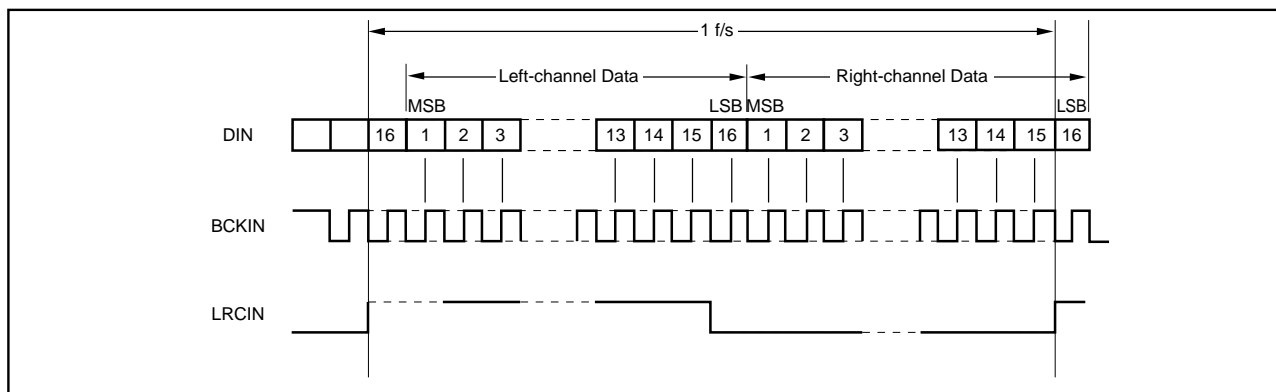 1 f/s
Left-channel Data Right-channel Data
MSB LSB MSB LSB
DIN 16 1 2 3 13 14 15 16 1 2 3 13 14 15 16
BCKIN
LRCIN